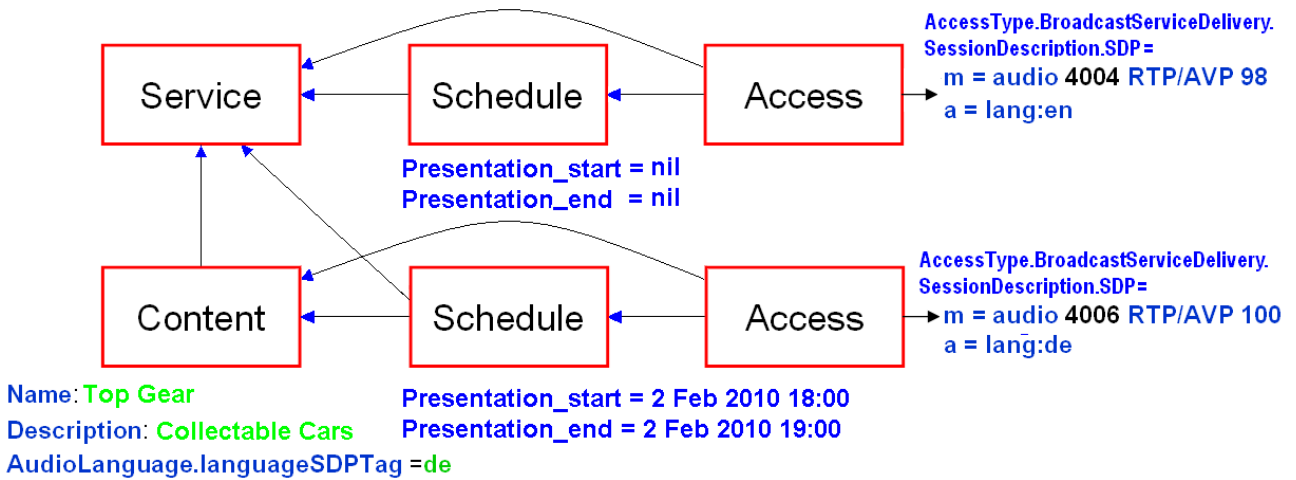 AccessType.BroadcastServiceDelivery.
SessionDescription.SDP=
m = audio 4004 RTP/AVP 98
a = lang:en
Service
Schedule
Access
Presentation_start = nil
Presentation_end = nil
AccessType.BroadcastServiceDelivery.
SessionDescription.SDP=
m = audio 4006 RTP/AVP 100
a = lang:de
Content
Schedule
Access
Name: Top Gear
Description: Collectable Cars
AudioLanguage.languageSDPTag =de
Presentation_start = 2 Feb 2010 18:00
Presentation_end = 2 Feb 2010 19:00